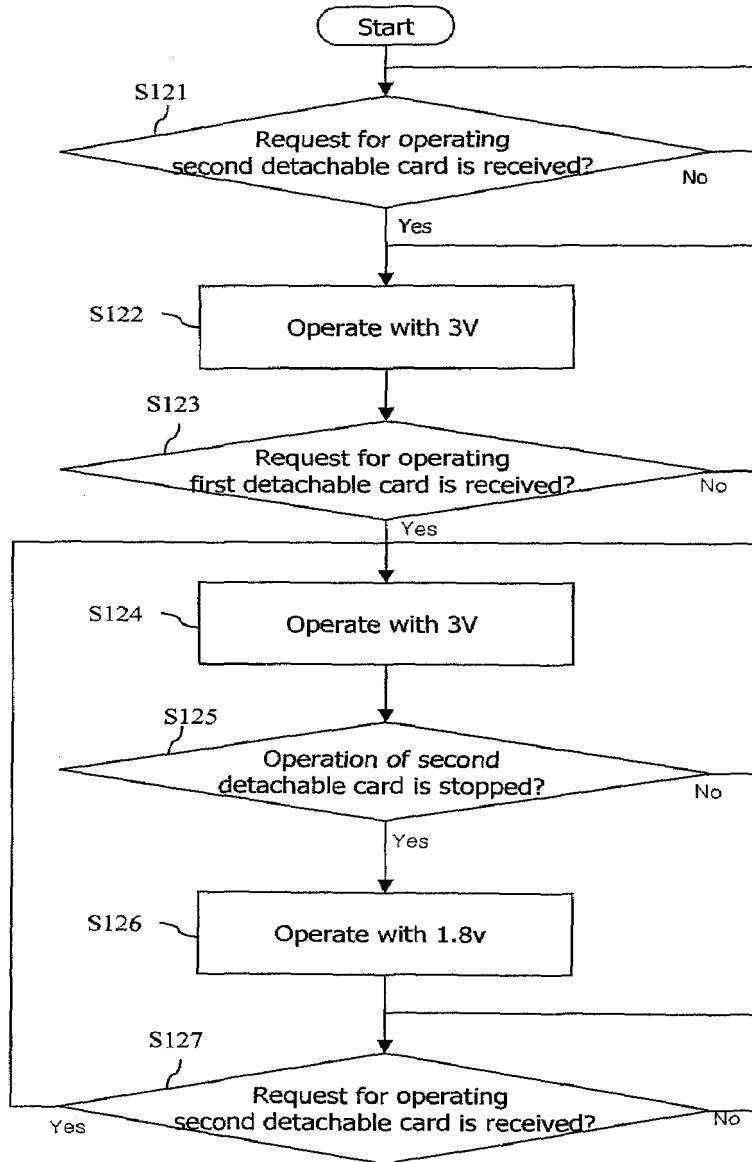 Start
S121
Request for operating
second detachable card is received?
No
Yes
S122
Operate with 3V
S123
Request for operating
first detachable card is received?
No
Yes
S124
Operate with 3V
S125
Operation of second
detachable card is stopped?
No
Yes
S126
Operate with 1.8v
S127
Request for operating
second detachable card is received?
Yes
No